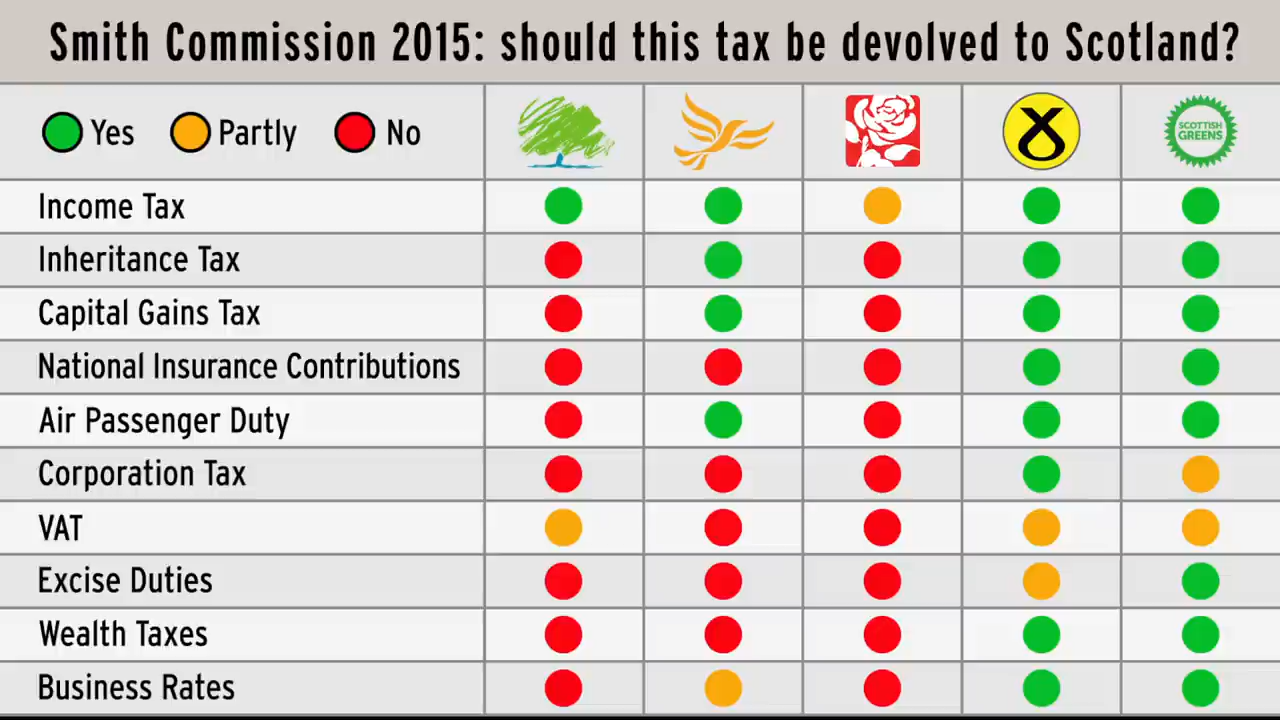 Smith Commission 2015: should this tax be devolved to Scotland?
Yes Partly No
SCOTTISH
GREENS
Income Tax
Inheritance Tax
Capital Gains Tax
National Insurance Contributions
Air Passenger Duty
Corporation Tax
VAT
Excise Duties
Wealth Taxes
Business Rates